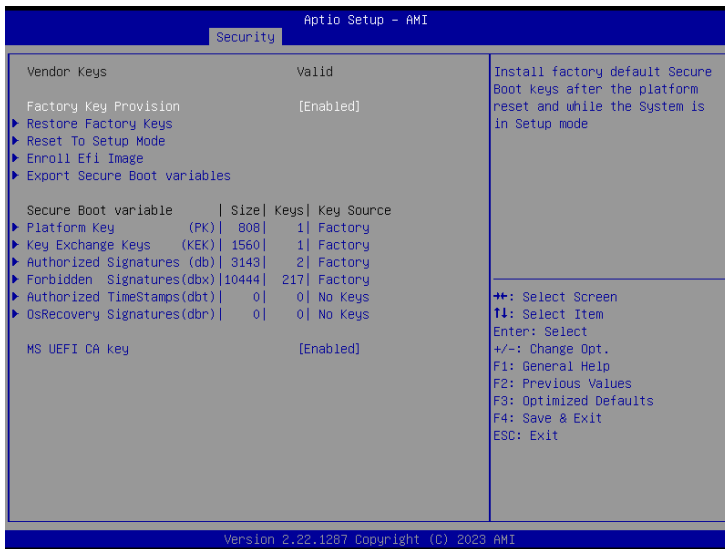 Aptio Setup – AMI
Security
Vendor Keys Valid
Factory Key Provision [Enabled]
Restore Factory Keys
Reset To Setup Mode
Enroll Efi Image
Export Secure Boot variables
Secure Boot variable | Size| Keys| Key Source
Platform Key (PK)| 808| 1| Factory
Key Exchange Keys (KEK)| 1560| 1| Factory
Authorized Signatures (db)| 3143| 2| Factory
Forbidden Signatures(dbx)|10444| 217| Factory
Authorized TimeStamps(dbt)| 0| 0| No Keys
OsRecovery Signatures(dbr)| 0| 0| No Keys
MS UEFI CA key [Enabled]
Install factory default Secure
Boot keys after the platform
reset and while the System is
in Setup mode
→←: Select Screen
↑↓: Select Item
Enter: Select
+/-: Change Opt.
F1: General Help
F2: Previous Values
F3: Optimized Defaults
F4: Save & Exit
ESC: Exit
Version 2.22.1287 Copyright (C) 2023 AMI